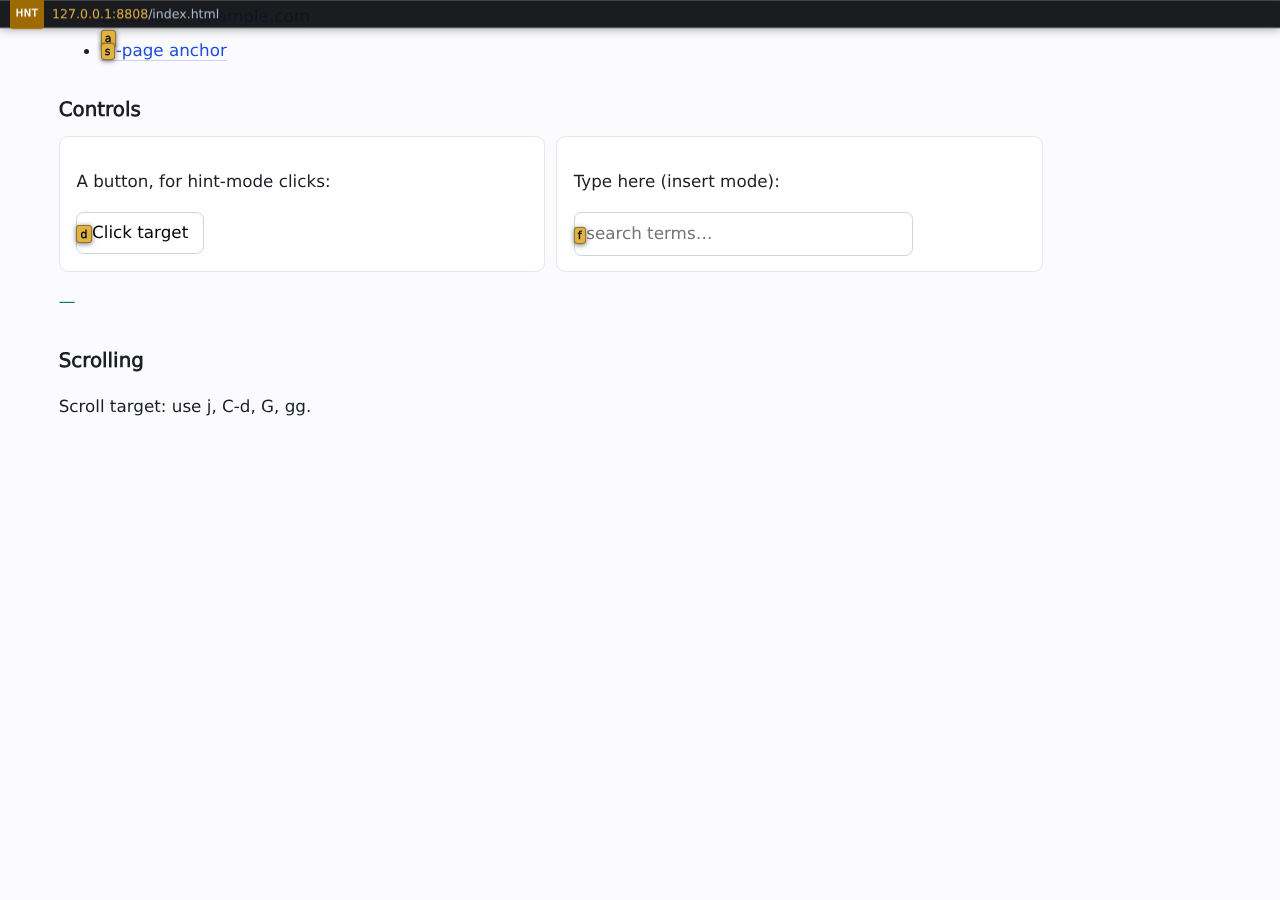 HNT 127.0.0.1:8808/index.html
a
s -page anchor
Controls
A button, for hint-mode clicks:
d Click target
Type here (insert mode):
f search terms...
—
Scrolling
Scroll target: use j, C-d, G, gg.